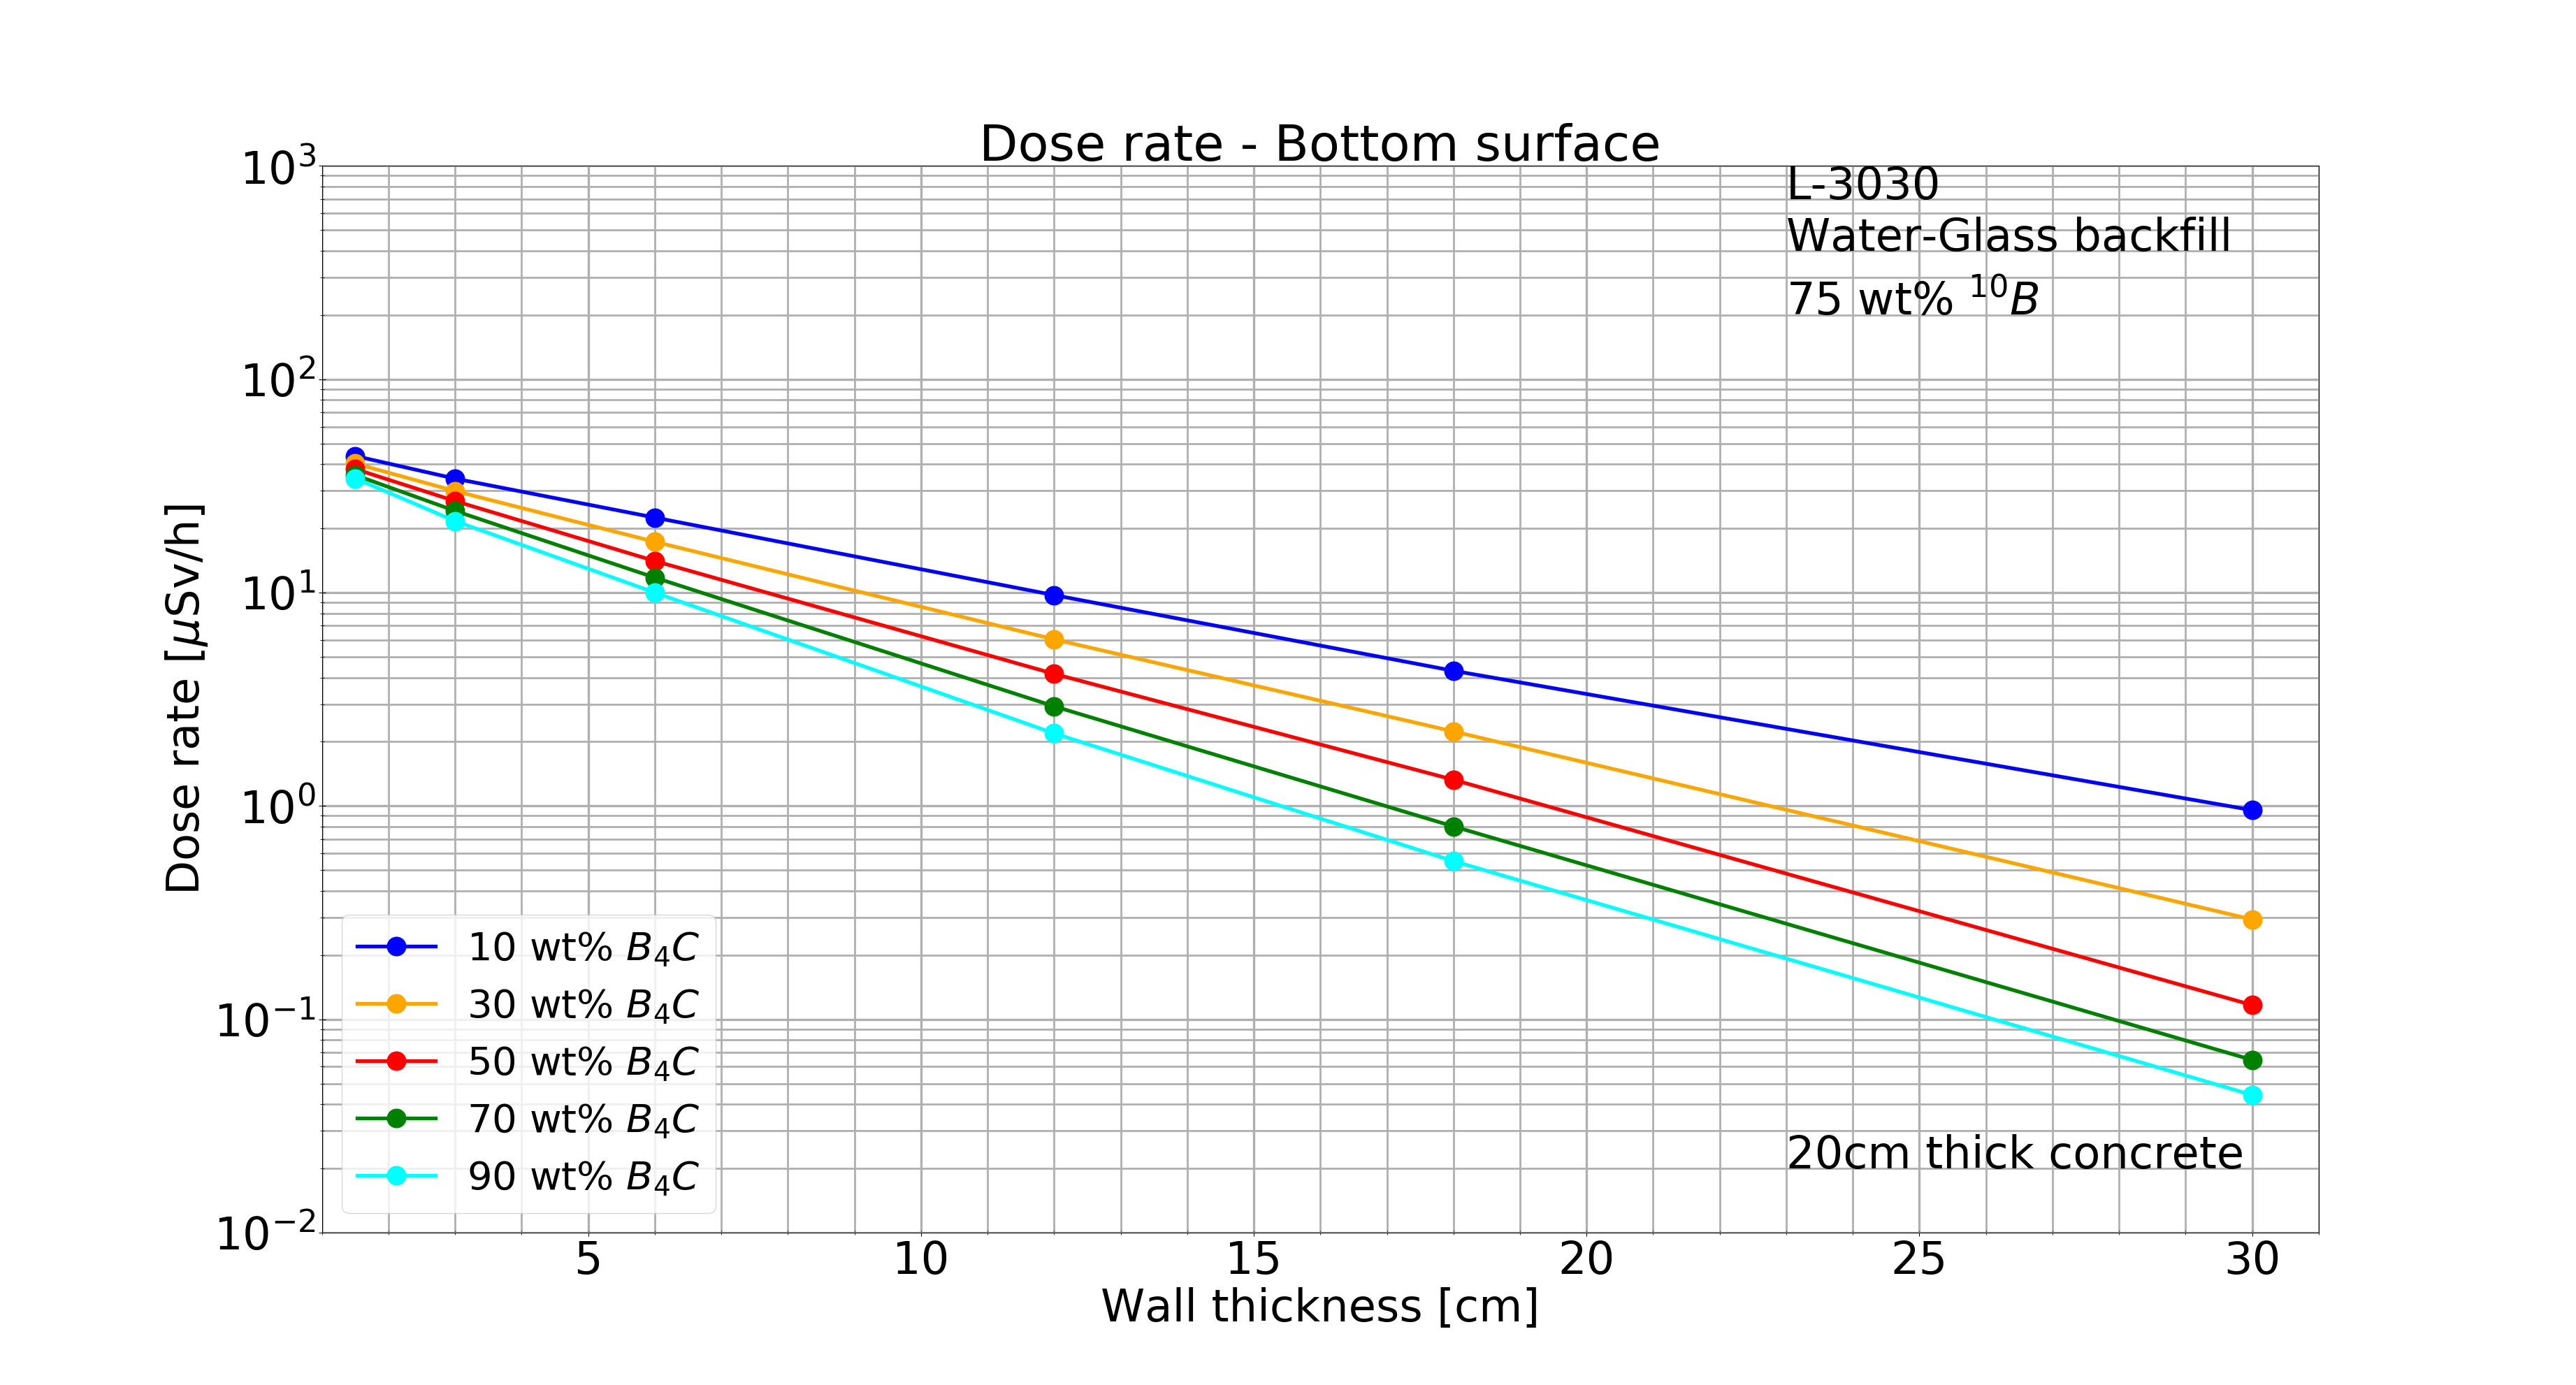 Dose rate - Bottom surface
L-3030
Water-Glass backfill
75 wt% ¹⁰B
10³
10²
10¹
10⁰
10⁻¹
10⁻²
Dose rate [μSv/h]
10 wt% B₄C
30 wt% B₄C
50 wt% B₄C
70 wt% B₄C
90 wt% B₄C
20cm thick concrete
5 10 15 20 25 30
Wall thickness [cm]